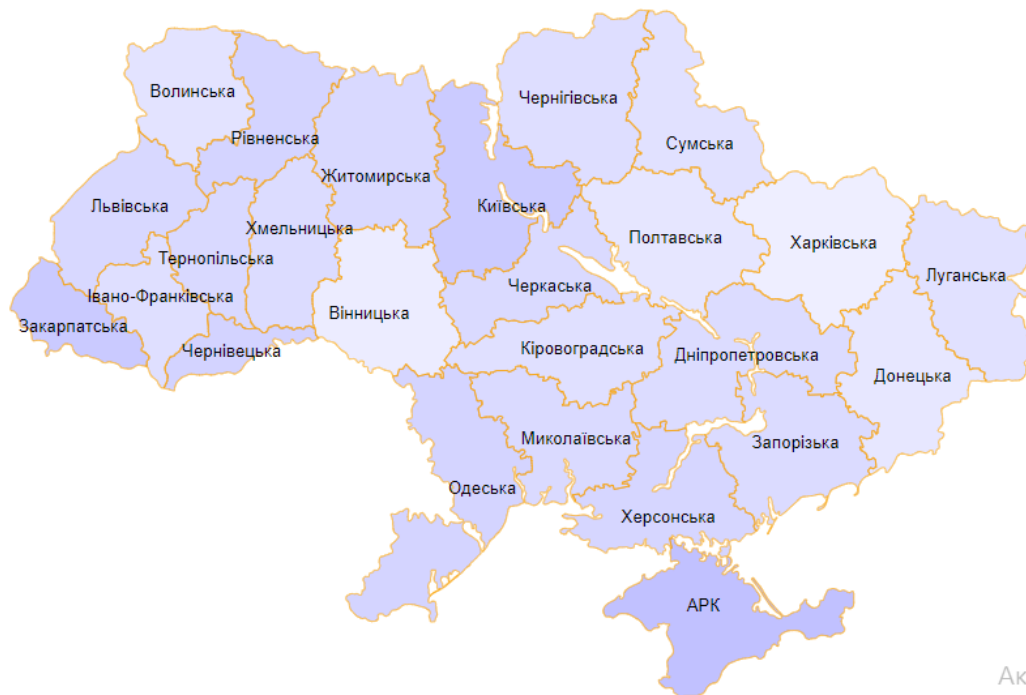 Волинська
Рівненська
Чернігівська
Сумська
Житомирська
Київська
Львівська
Хмельницька
Тернопільська
Полтавська
Харківська
Луганська
Черкаська
Івано-Франківська
Закарпатська
Вінницька
Чернівецька
Кіровоградська
Дніпропетровська
Донецька
Миколаївська
Запорізька
Одеська
Херсонська
АРК
Ак